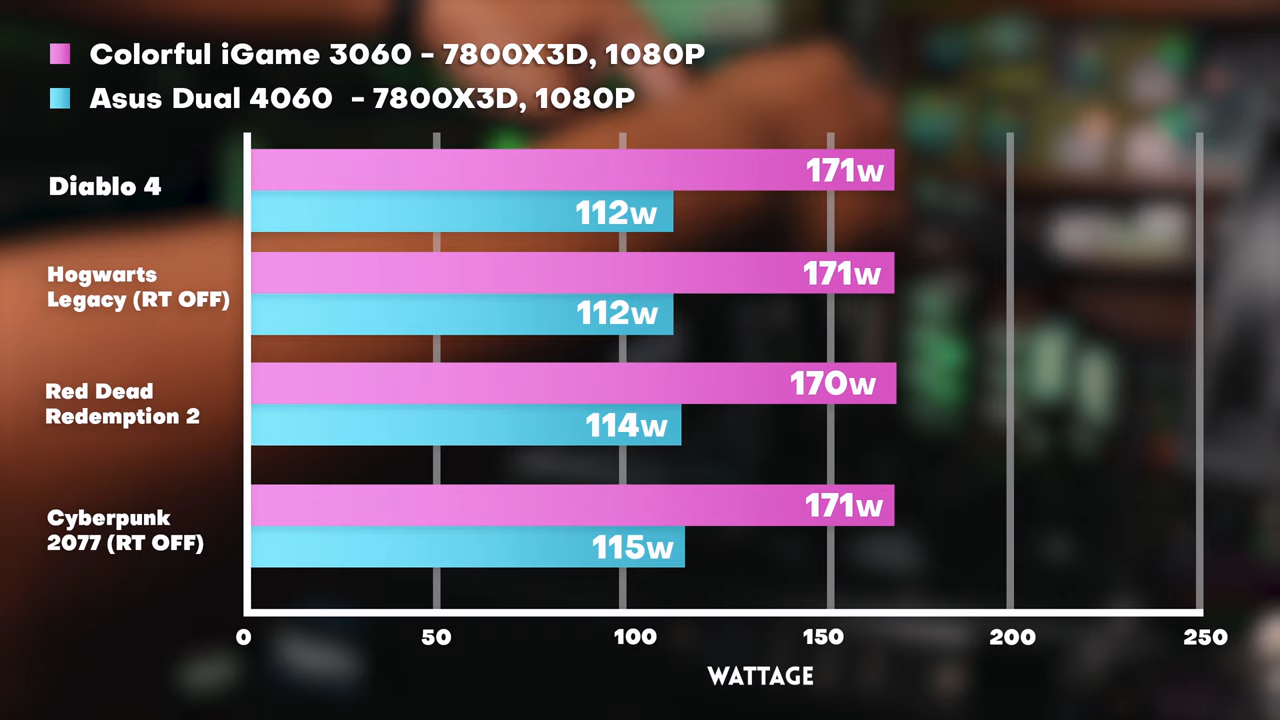 Colorful iGame 3060 - 7800X3D, 1080P
Asus Dual 4060 - 7800X3D, 1080P
Diablo 4
171w
112w
Hogwarts
Legacy (RT OFF)
171w
112w
Red Dead
Redemption 2
170w
114w
Cyberpunk
2077 (RT OFF)
171w
115w
0 50 100 150 200 250
WATTAGE